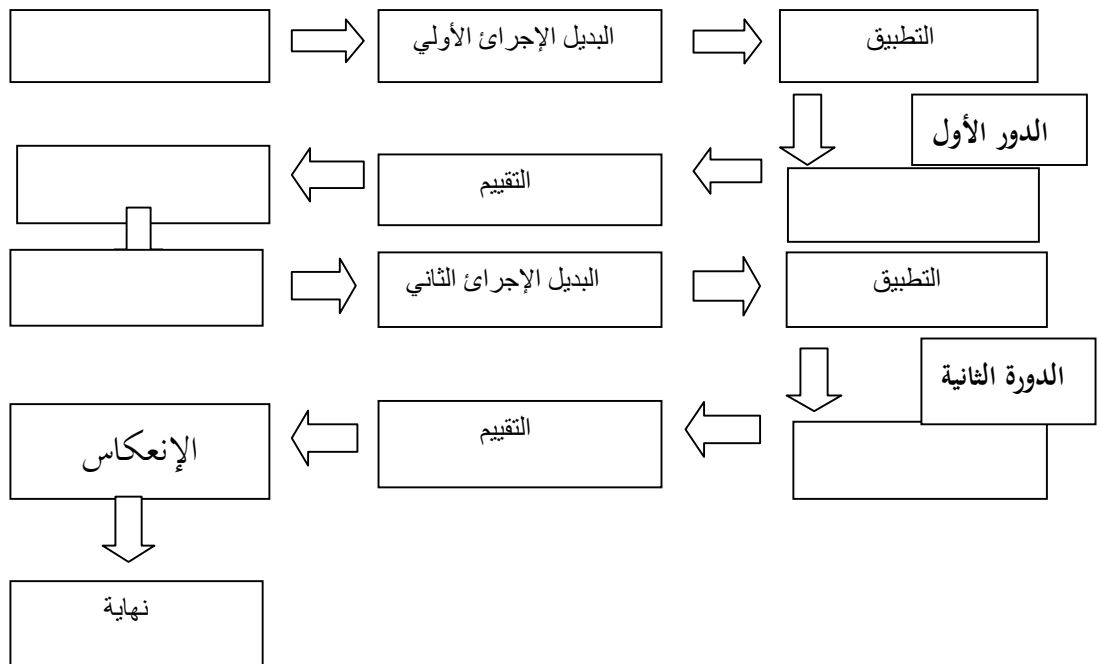 البديل الإجرائ الأولي
التطبيق
الدور الأول
التقييم
البديل الإجرائ الثاني
التطبيق
الدورة الثانية
التقييم
الإنعكاس
نهاية